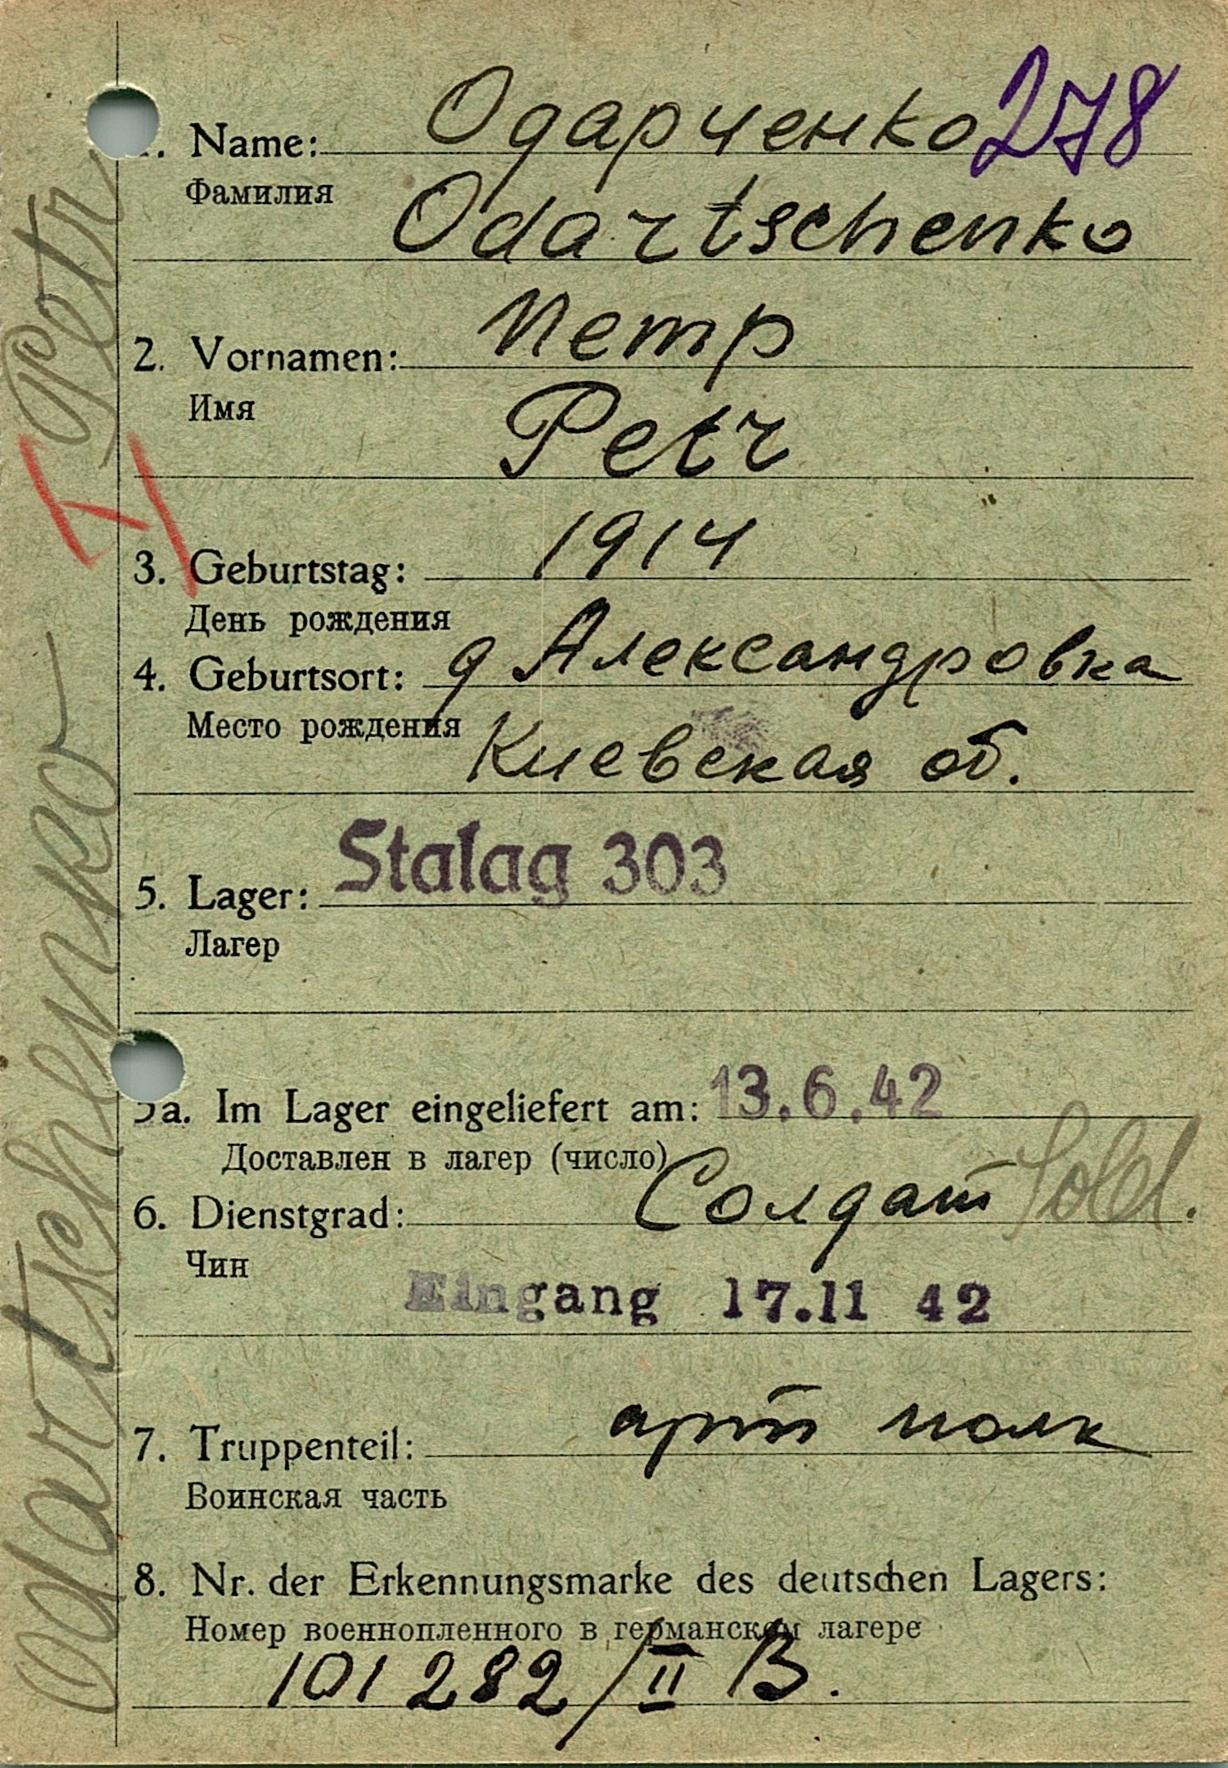 Name: Одарченко 278
Фамилия
Odartschenko
2. Vornamen: Петр
Имя
Petr
3. Geburtstag: 1914
День рождения
4. Geburtsort: д Александровка
Место рождения
Киевская об.
5. Lager: Stalag 303
Лагер
5a. Im Lager eingeliefert am: 13.6.42
Доставлен в лагер (число)
6. Dienstgrad: Солдат Sold.
Чин
Eingang 17.11 42
7. Truppenteil: арт полк
Воинская часть
8. Nr. der Erkennungsmarke des deutschen Lagers:
Номер военнопленного в германском лагере
101282/II B.
Odartschenko Petr